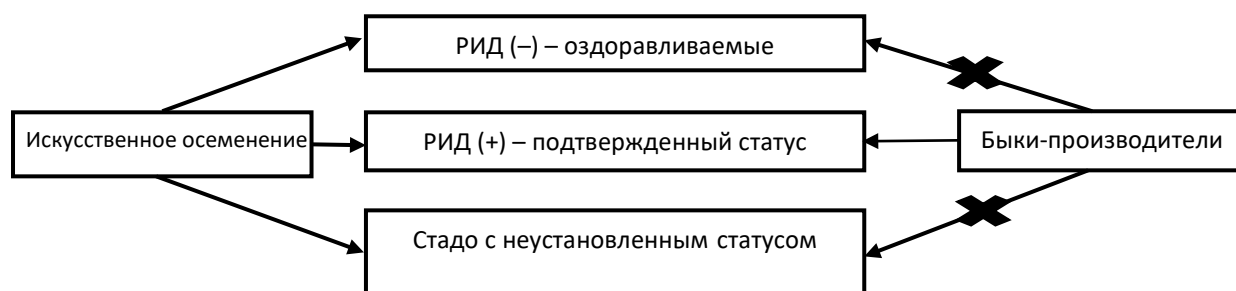 РИД (–) – оздоравливаемые
Искусственное осеменение
РИД (+) – подтвержденный статус
Быки-производители
Стадо с неустановленным статусом